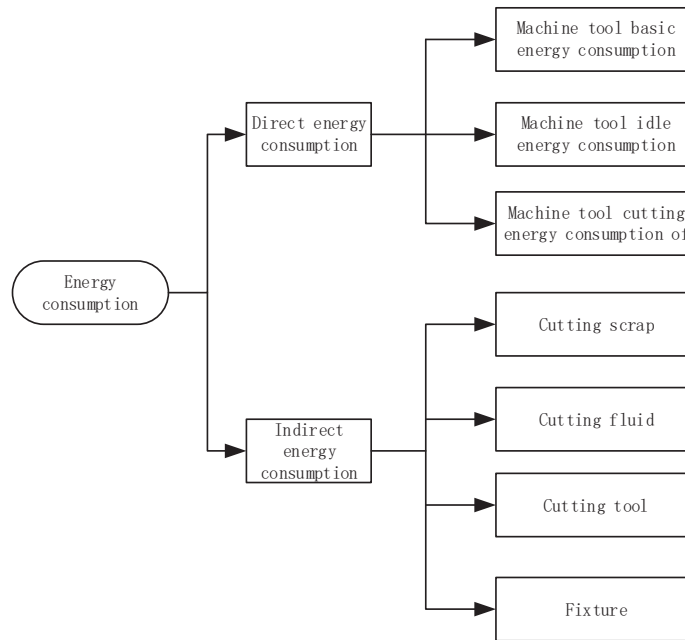 Machine tool basic
energy consumption
Direct energy
consumption
Machine tool idle
energy consumption
Machine tool cutting
energy consumption of
Energy
consumption
Cutting scrap
Indirect
energy
consumption
Cutting fluid
Cutting tool
Fixture